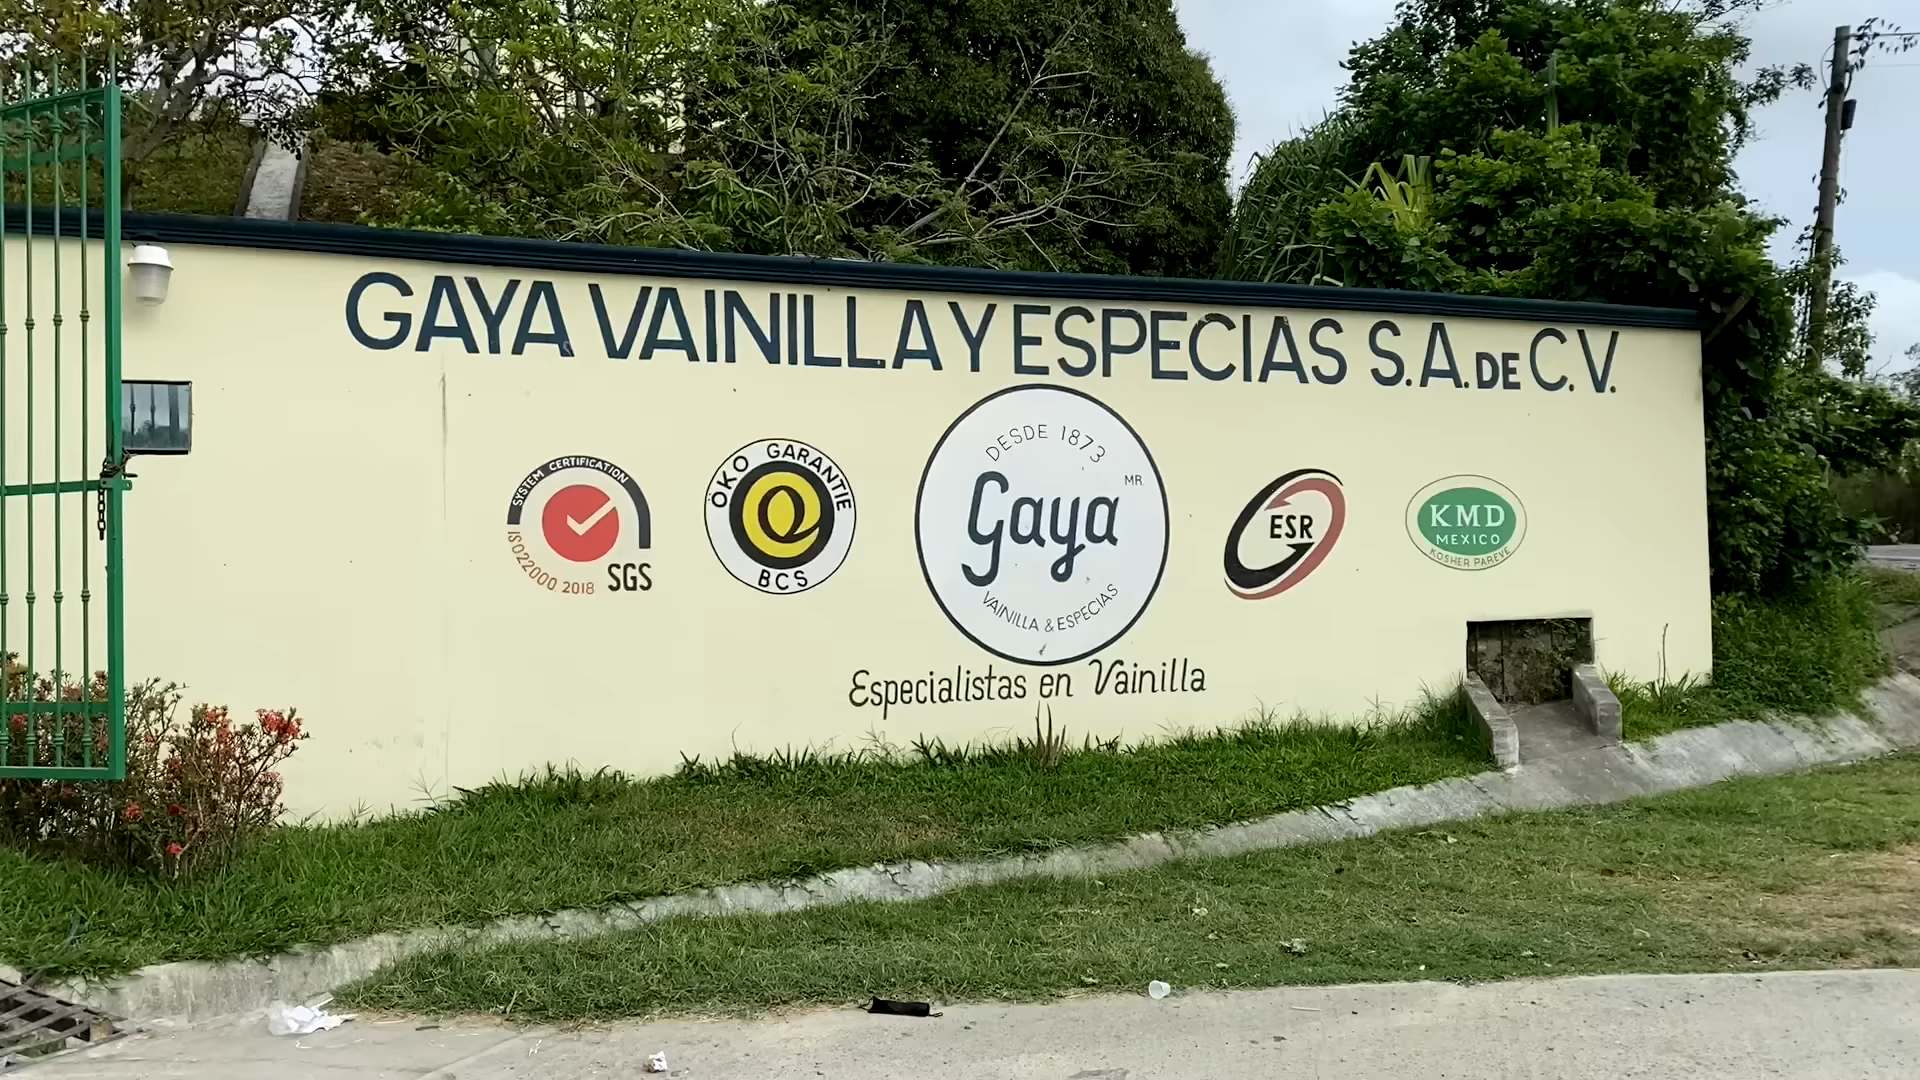 GAYA VAINILLA Y ESPECIAS S.A. DE C.V.
SYSTEM CERTIFICATION
ISO22000 2018
SGS
ÖKO GARANTIE
BCS
DESDE 1873
Gaya
MR
VAINILLA & ESPECIAS
ESR
KMD
MEXICO
KOSHER PAREVE
Especialistas en Vainilla